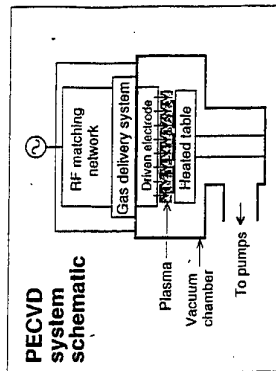 PECVD
system
schematic
RF matching
network
Gas delivery system
Driven electrode
Heated table
Plasma
Vacuum
chamber
To pumps